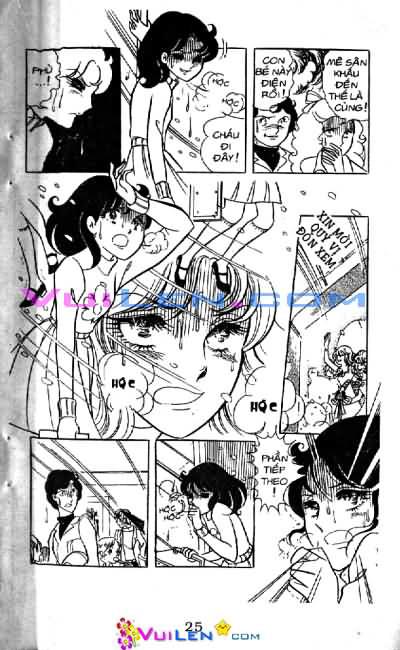 PHÙ
...!
HỘC
HỘC
CHÁU
ĐI
ĐÂY!
CON
BÉ NÀY
ĐIÊN
RỒI!
MÊ SÂN
KHẤU
ĐẾN
THẾ LÀ
CÙNG!
XIN MỜI
QUÝ VỊ
ĐÓN XEM
VUILEN.COM
HỘC
HỘC
HỘC
HỘC
PHẦN
TIẾP
THEO
!
25
VUILEN.COM